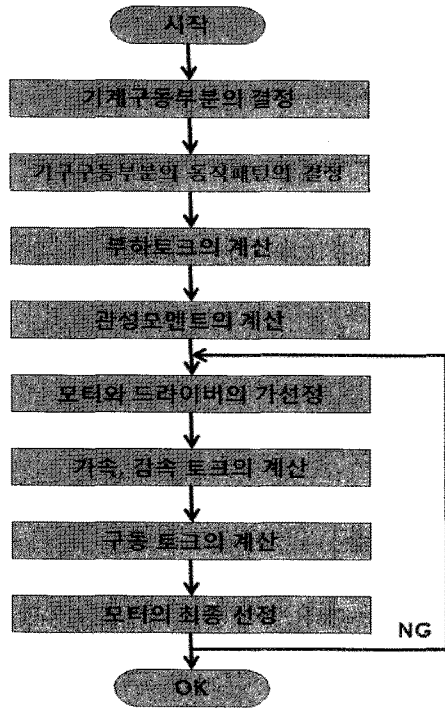 시작
기계구동부분의 결정
기구구동부분의 동작패턴의 결정
부하토크의 계산
관성모멘트의 계산
모터와 드라이버의 가선정
가속, 감속 토크의 계산
구동 토크의 계산
모터의 최종 선정
NG
OK